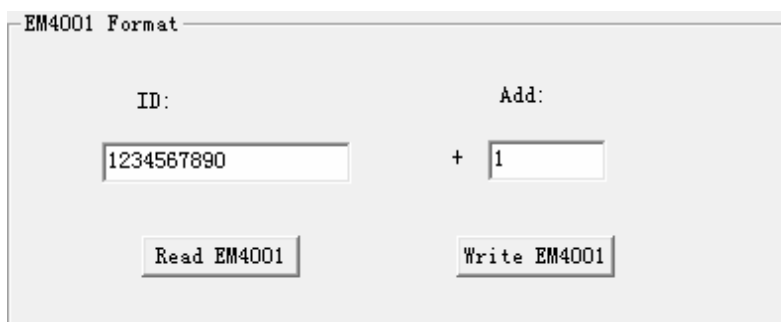 EM4001 Format
ID:
Add:
1234567890
+ 1
Read EM4001
Write EM4001